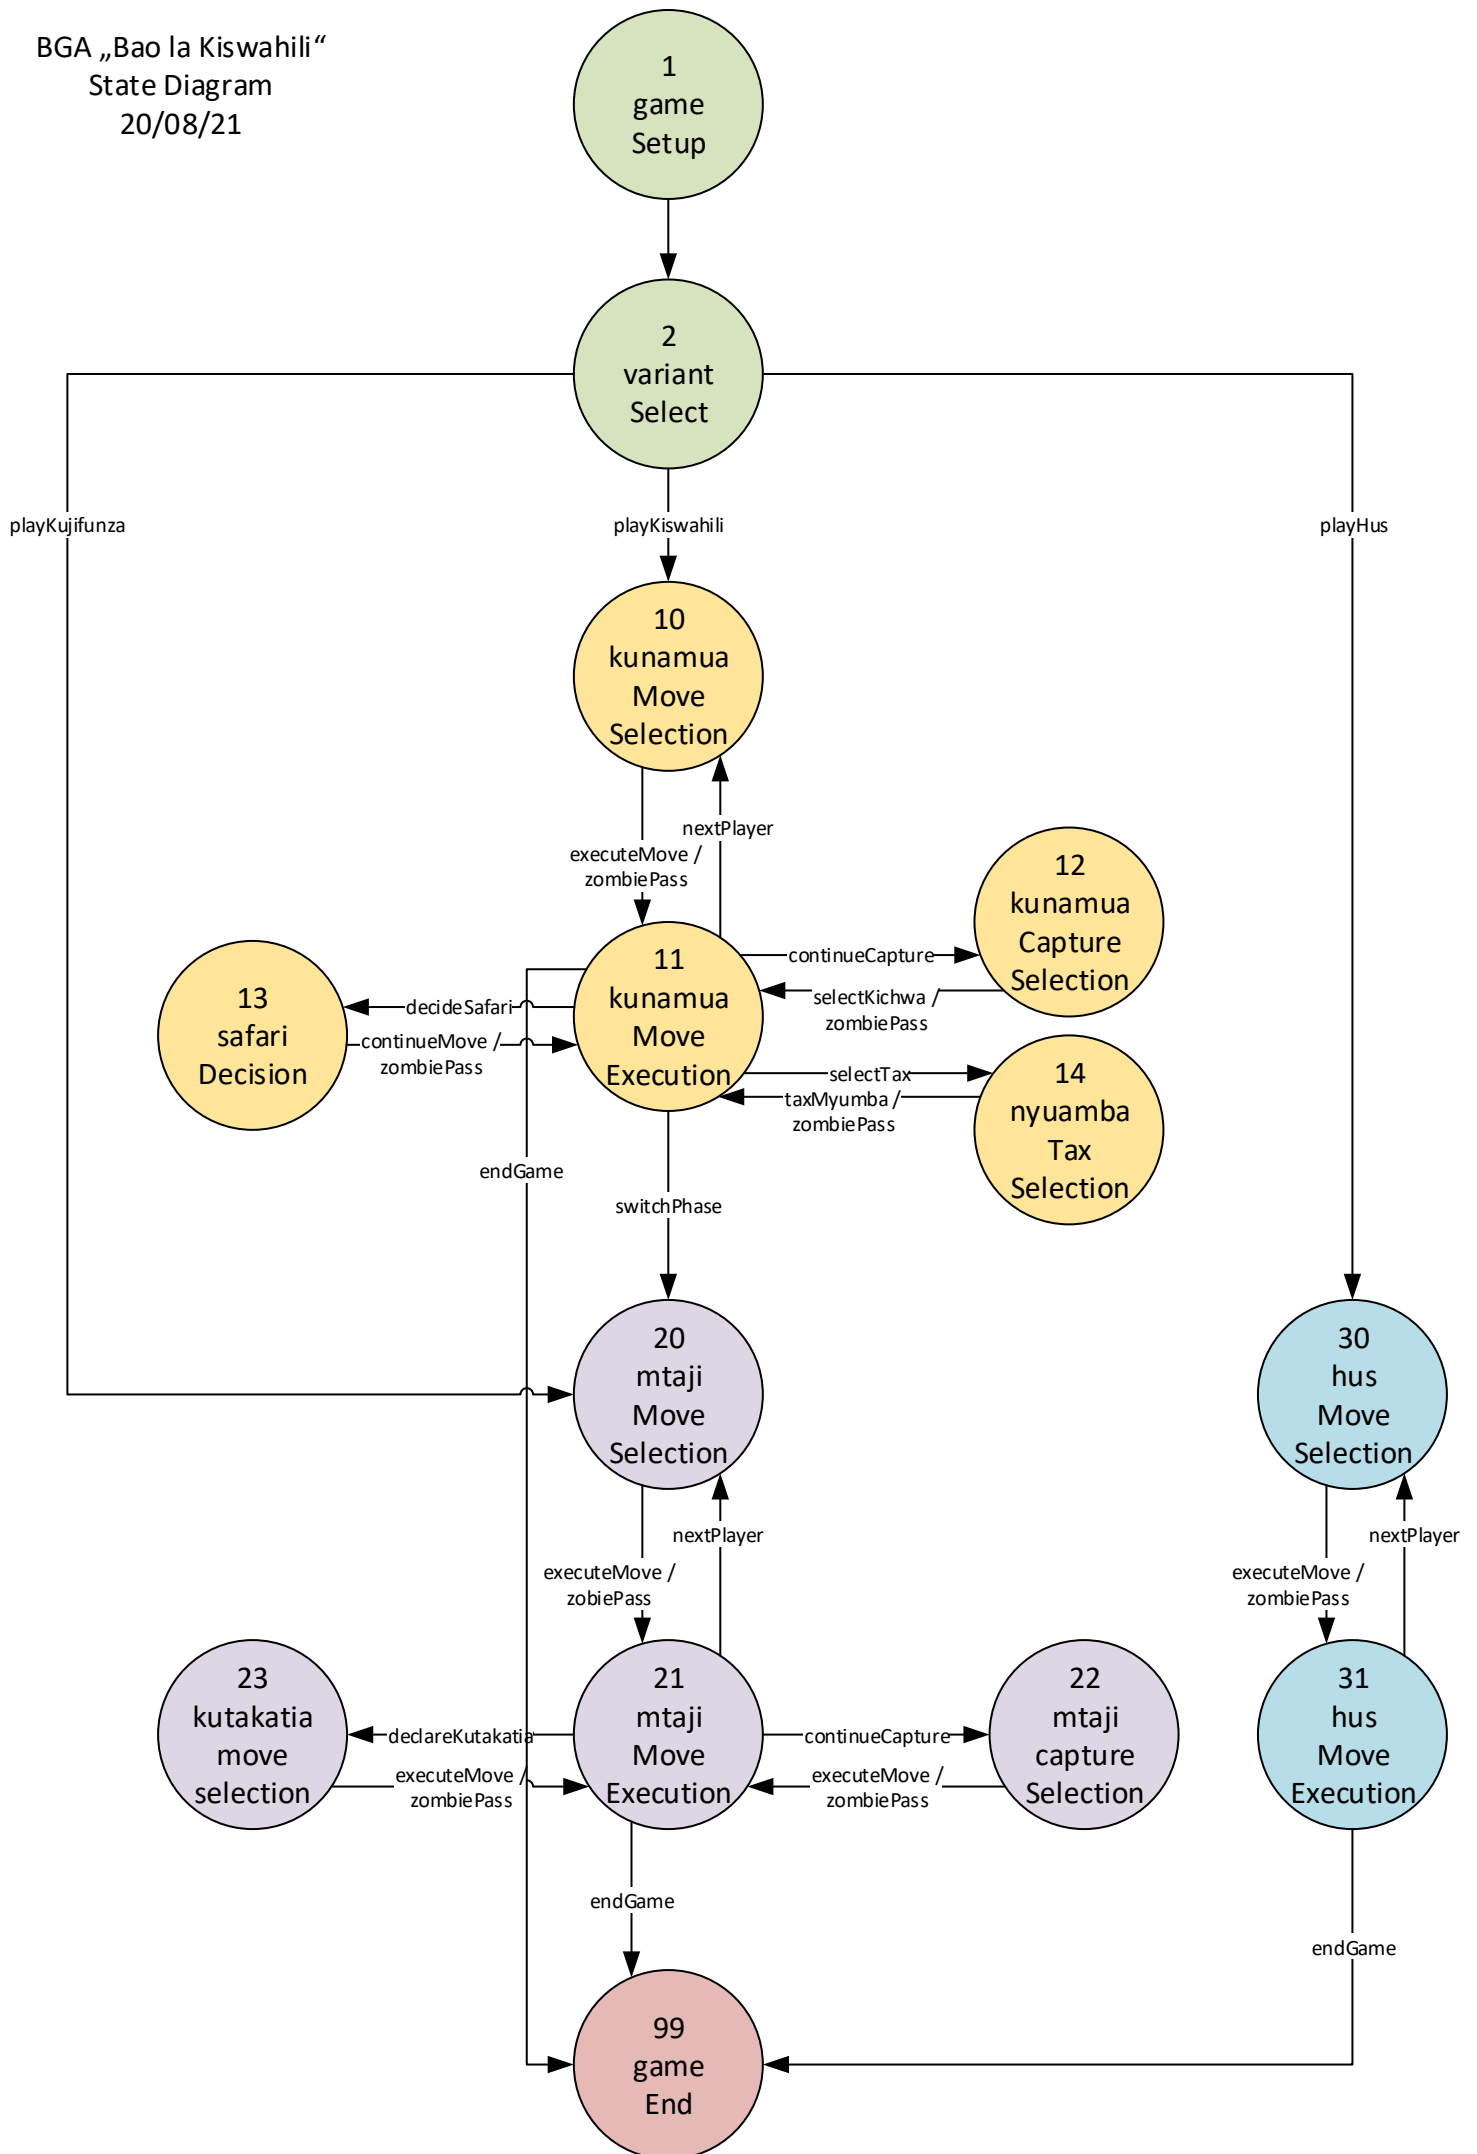 BGA „Bao la Kiswahili“
State Diagram
20/08/21
1
game
Setup
2
variant
Select
playKujifunza
playKiswahili
playHus
10
kunamua
Move
Selection
nextPlayer
executeMove /
zombiePass
12
kunamua
Capture
Selection
11
kunamua
Move
Execution
continueCapture
selectKichwa /
zombiePass
13
safari
Decision
decideSafari
continueMove /
zombiePass
selectTax
taxMyumba /
zombiePass
14
nyuamba
Tax
Selection
endGame
switchPhase
20
mtaji
Move
Selection
30
hus
Move
Selection
nextPlayer
executeMove /
zobiePass
nextPlayer
executeMove /
zombiePass
23
kutakatia
move
selection
declareKutakatia
executeMove /
zombiePass
21
mtaji
Move
Execution
continueCapture
executeMove /
zombiePass
22
mtaji
capture
Selection
31
hus
Move
Execution
endGame
endGame
99
game
End